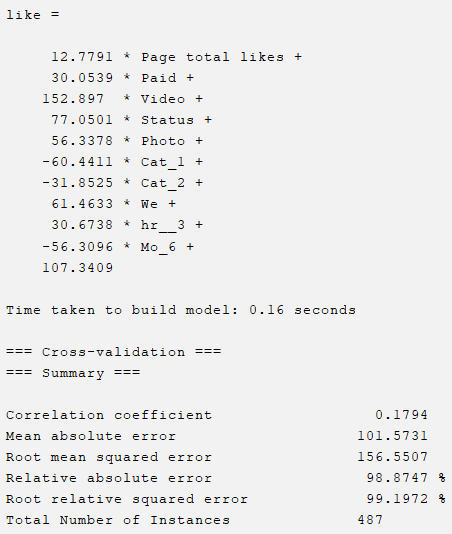 like =
12.7791 * Page total likes +
30.0539 * Paid +
152.897 * Video +
77.0501 * Status +
56.3378 * Photo +
-60.4411 * Cat_1 +
-31.8525 * Cat_2 +
61.4633 * We +
30.6738 * hr__3 +
-56.3096 * Mo_6 +
107.3409
Time taken to build model: 0.16 seconds
=== Cross-validation ===
=== Summary ===
Correlation coefficient 0.1794
Mean absolute error 101.5731
Root mean squared error 156.5507
Relative absolute error 98.8747 %
Root relative squared error 99.1972 %
Total Number of Instances 487